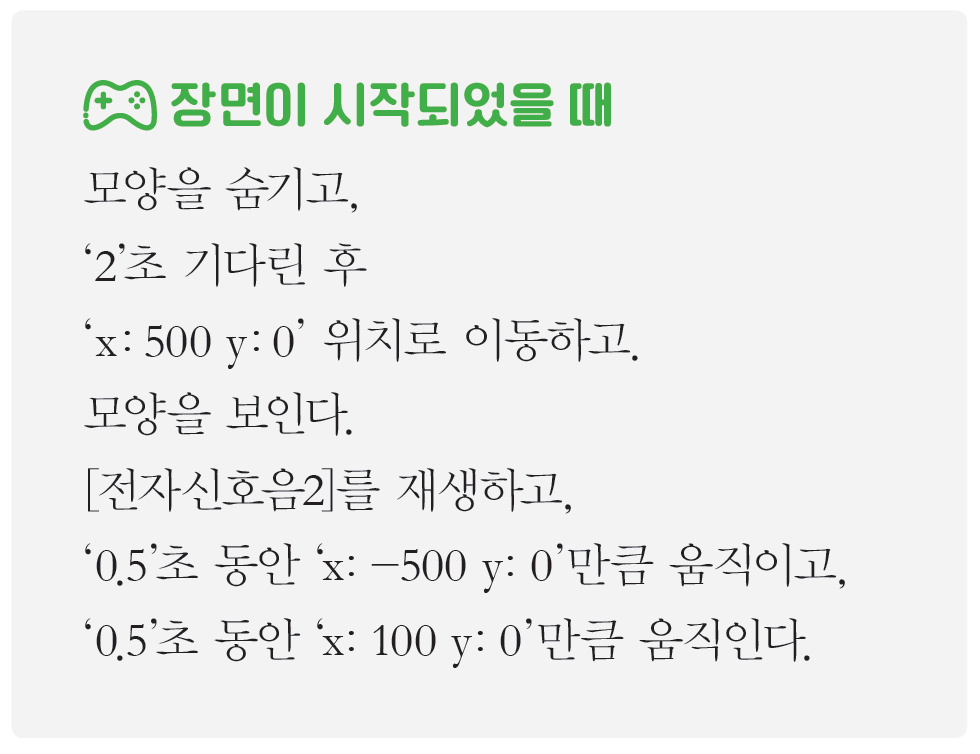 장면이 시작되었을 때
모양을 숨기고,
‘2’초 기다린 후
‘x: 500 y: 0’ 위치로 이동하고.
모양을 보인다.
[전자신호음2]를 재생하고,
‘0.5’초 동안 ‘x: –500 y: 0’만큼 움직이고,
‘0.5’초 동안 ‘x: 100 y: 0’만큼 움직인다.